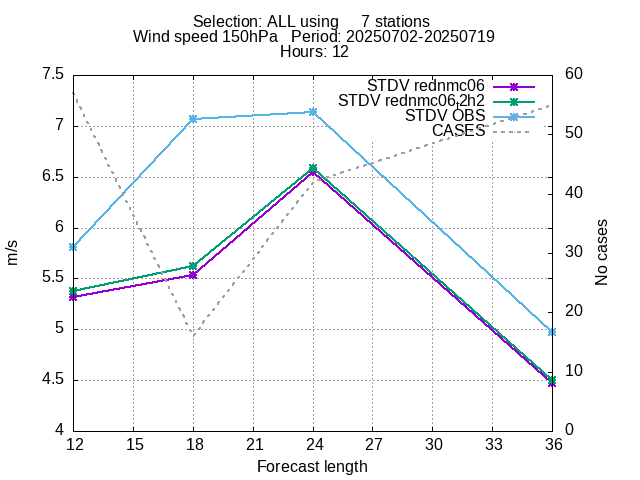 Selection: ALL using 7 stations
Wind speed 150hPa Period: 20250702-20250719
Hours: 12
STDV rednmc06
STDV rednmc06,2h2
STDV OBS
CASES
7.5
7
6.5
6
5.5
5
4.5
4
60
50
40
30
20
10
0
m/s
No cases
12 15 18 21 24 27 30 33 36
Forecast length